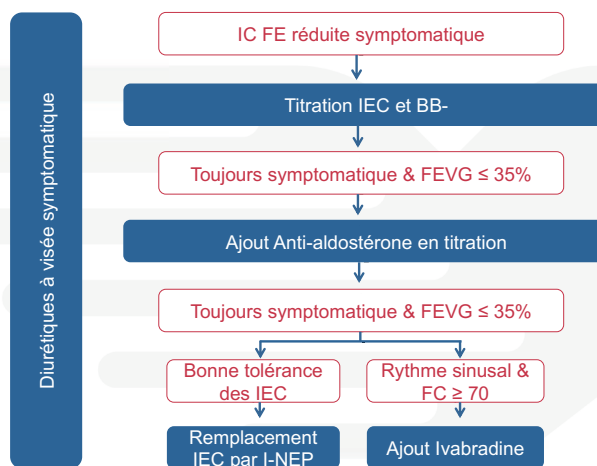 Diurétiques à visée symptomatique
IC FE réduite symptomatique
Titration IEC et BB-
Toujours symptomatique & FEVG ≤ 35%
Ajout Anti-aldostérone en titration
Toujours symptomatique & FEVG ≤ 35%
Bonne tolérance
des IEC
Rythme sinusal &
FC ≥ 70
Remplacement
IEC par I-NEP
Ajout Ivabradine